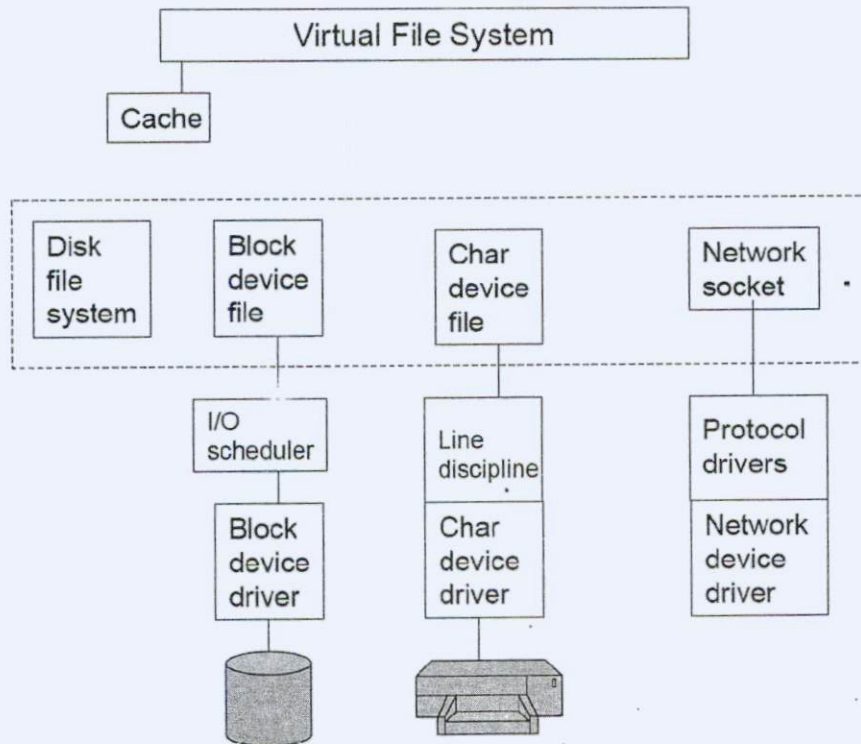 Virtual File System
Cache
Disk
file
system
Block
device
file
Char
device
file
Network
socket
I/O
scheduler
Line
discipline
Protocol
drivers
Block
device
driver
Char
device
driver
Network
device
driver